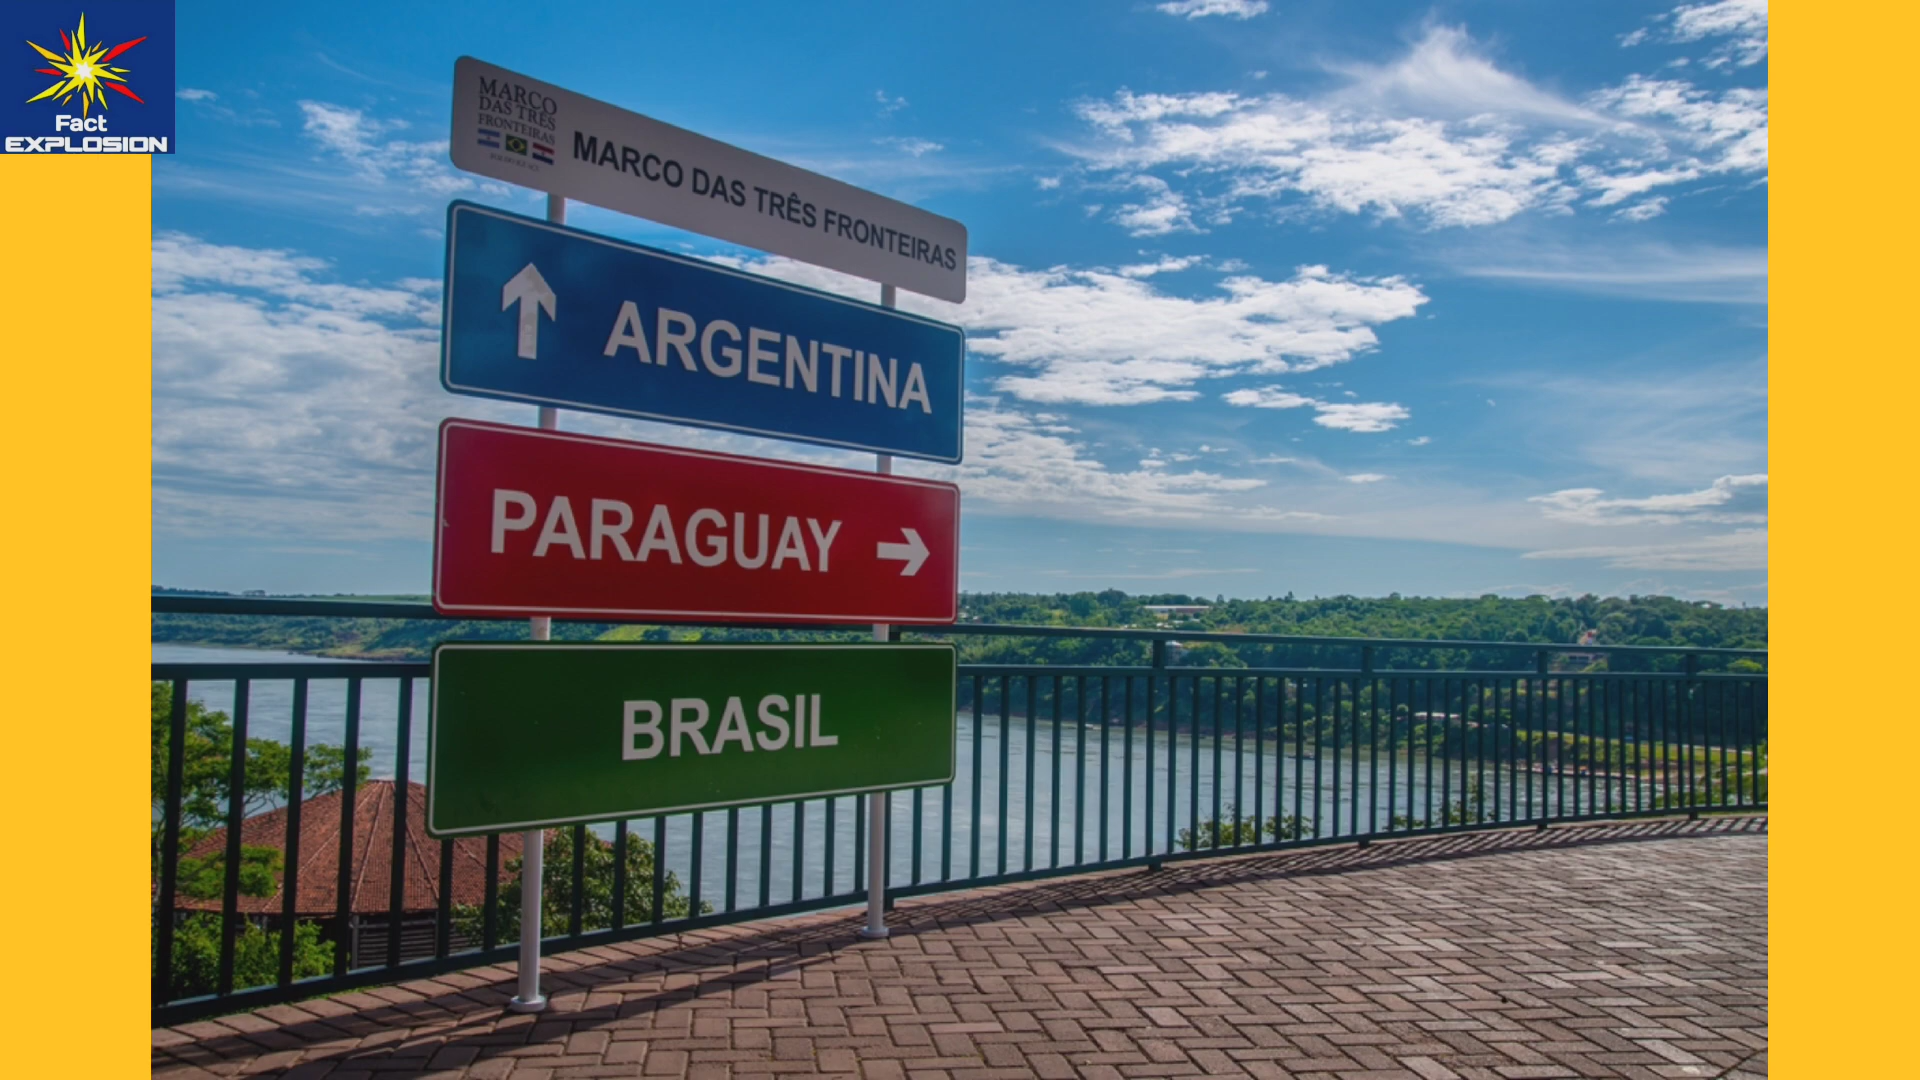 Fact
EXPLOSION
MARCO
DAS TRÊS
FRONTEIRAS
MARCO DAS TRÊS FRONTEIRAS
ARGENTINA
PARAGUAY
BRASIL